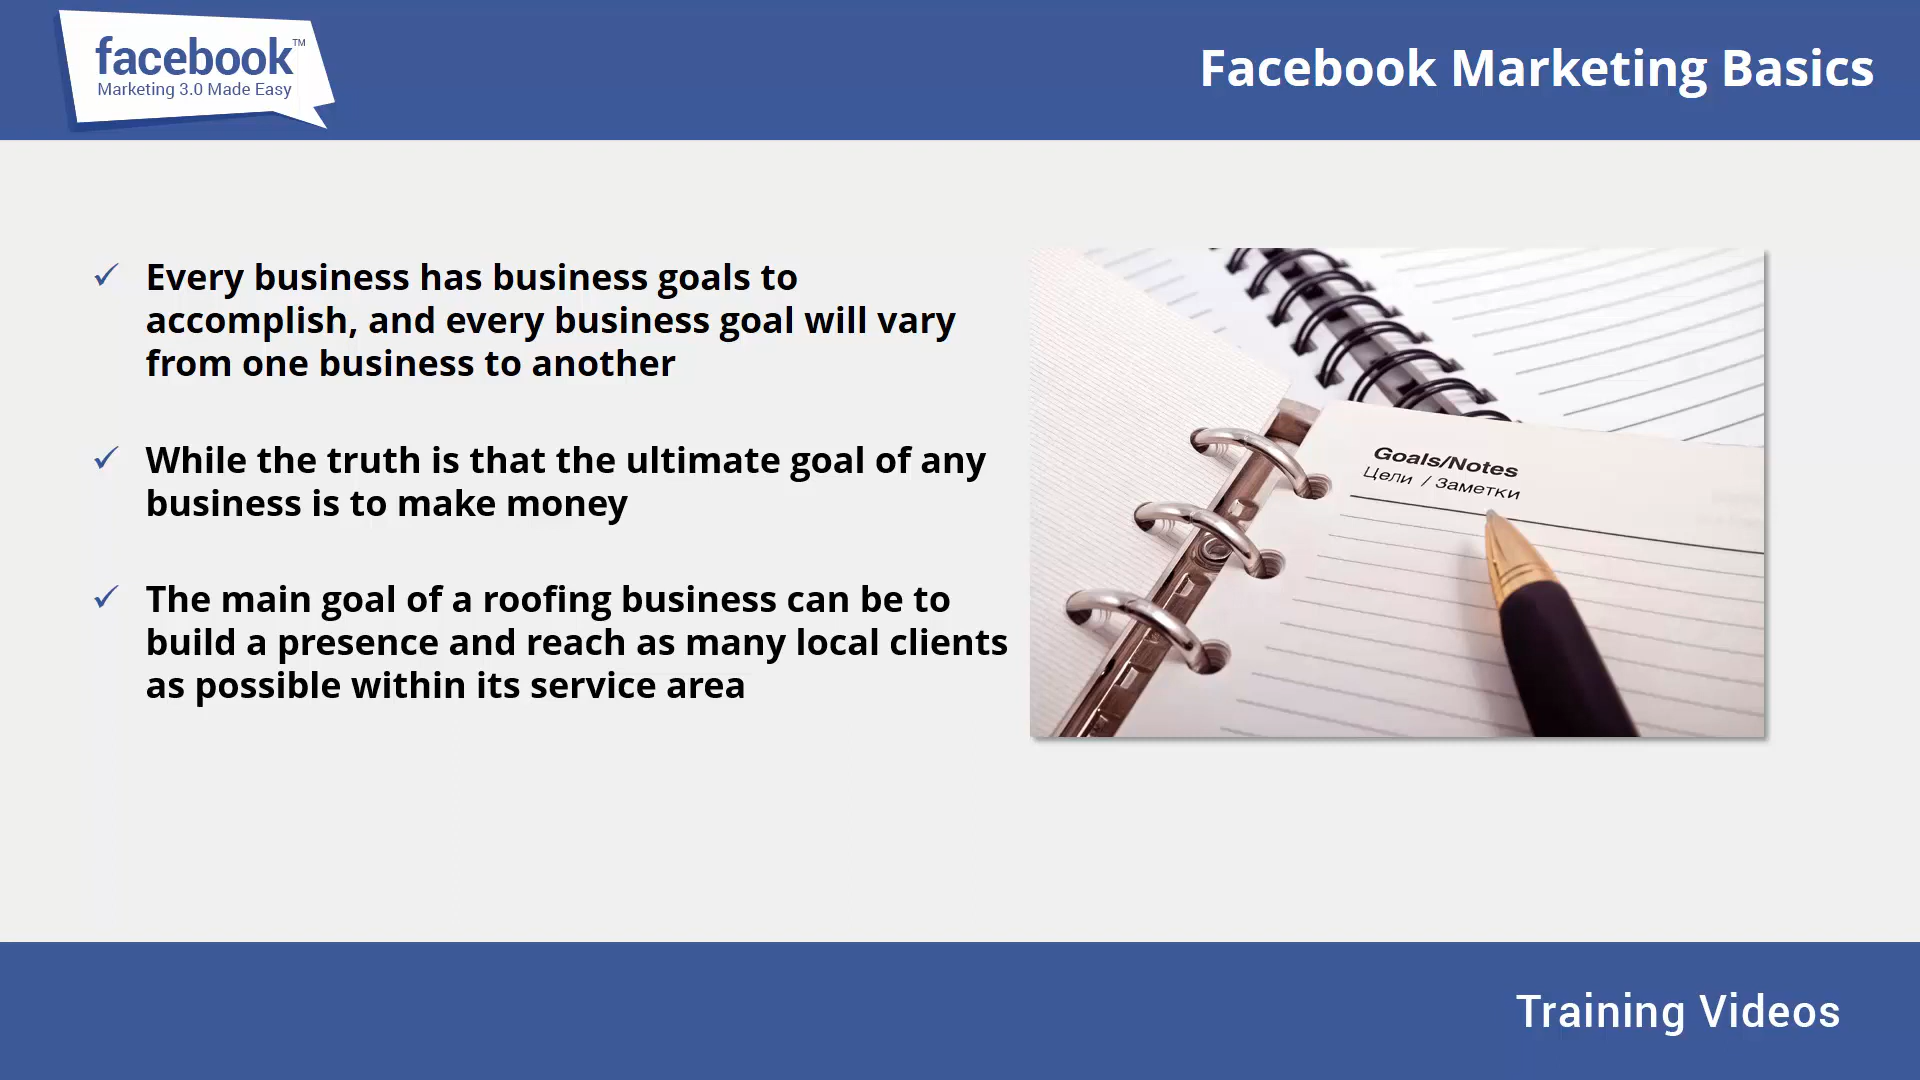 facebook™
Marketing 3.0 Made Easy
Facebook Marketing Basics
✓ Every business has business goals to
accomplish, and every business goal will vary
from one business to another
✓ While the truth is that the ultimate goal of any
business is to make money
✓ The main goal of a roofing business can be to
build a presence and reach as many local clients
as possible within its service area
Goals/Notes
Цели / Заметки
Training Videos